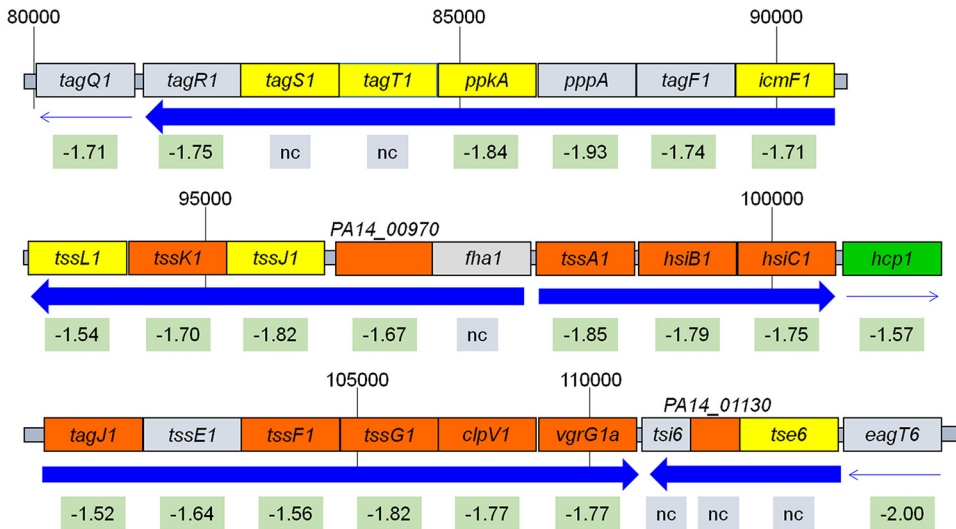 80000 85000 90000
tagQ1 tagR1 tagS1 tagT1 ppkA pppA tagF1 icmF1
-1.71 -1.75 nc nc -1.84 -1.93 -1.74 -1.71
95000 100000
PA14_00970
tssL1 tssK1 tssJ1 fha1 tssA1 hsiB1 hsiC1 hcp1
-1.54 -1.70 -1.82 -1.67 nc -1.85 -1.79 -1.75 -1.57
105000 110000
PA14_01130
tagJ1 tssE1 tssF1 tssG1 clpV1 vgrG1a tsi6 tse6 eagT6
-1.52 -1.64 -1.56 -1.82 -1.77 -1.77 nc nc nc -2.00